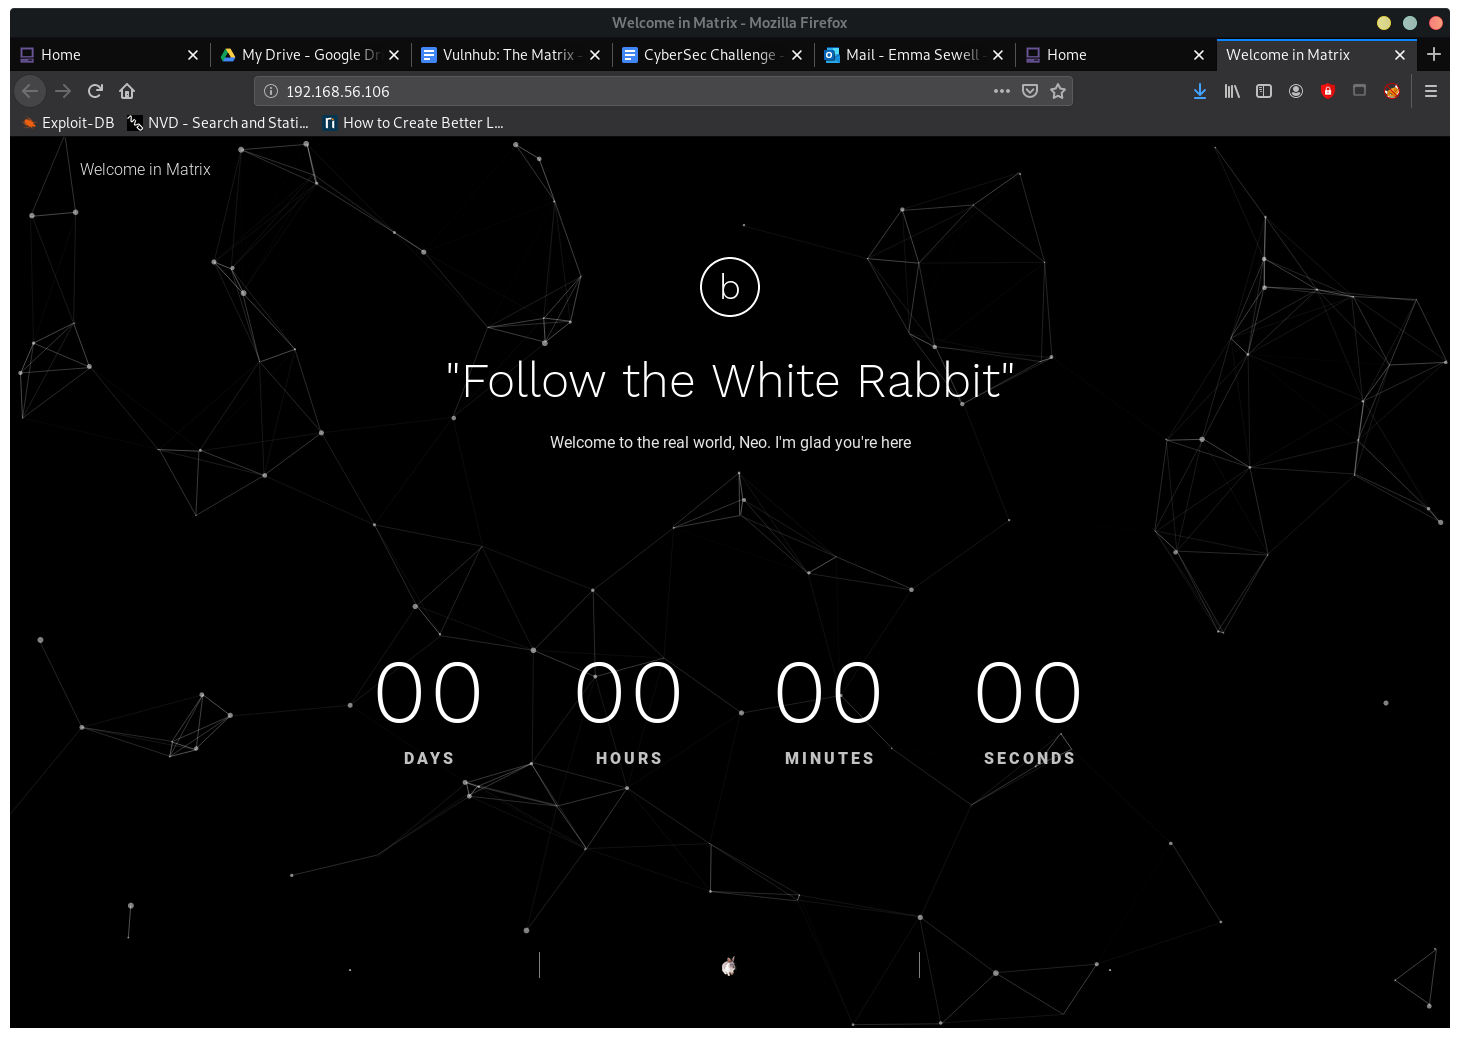 Welcome in Matrix - Mozilla Firefox
Home
My Drive - Google Dr
Vulnhub: The Matrix -
CyberSec Challenge -
Mail - Emma Sewell -
Home
Welcome in Matrix
192.168.56.106
Exploit-DB
NVD - Search and Stati...
How to Create Better L...
Welcome in Matrix
b
"Follow the White Rabbit"
Welcome to the real world, Neo. I'm glad you're here
00 00 00 00
DAYS HOURS MINUTES SECONDS